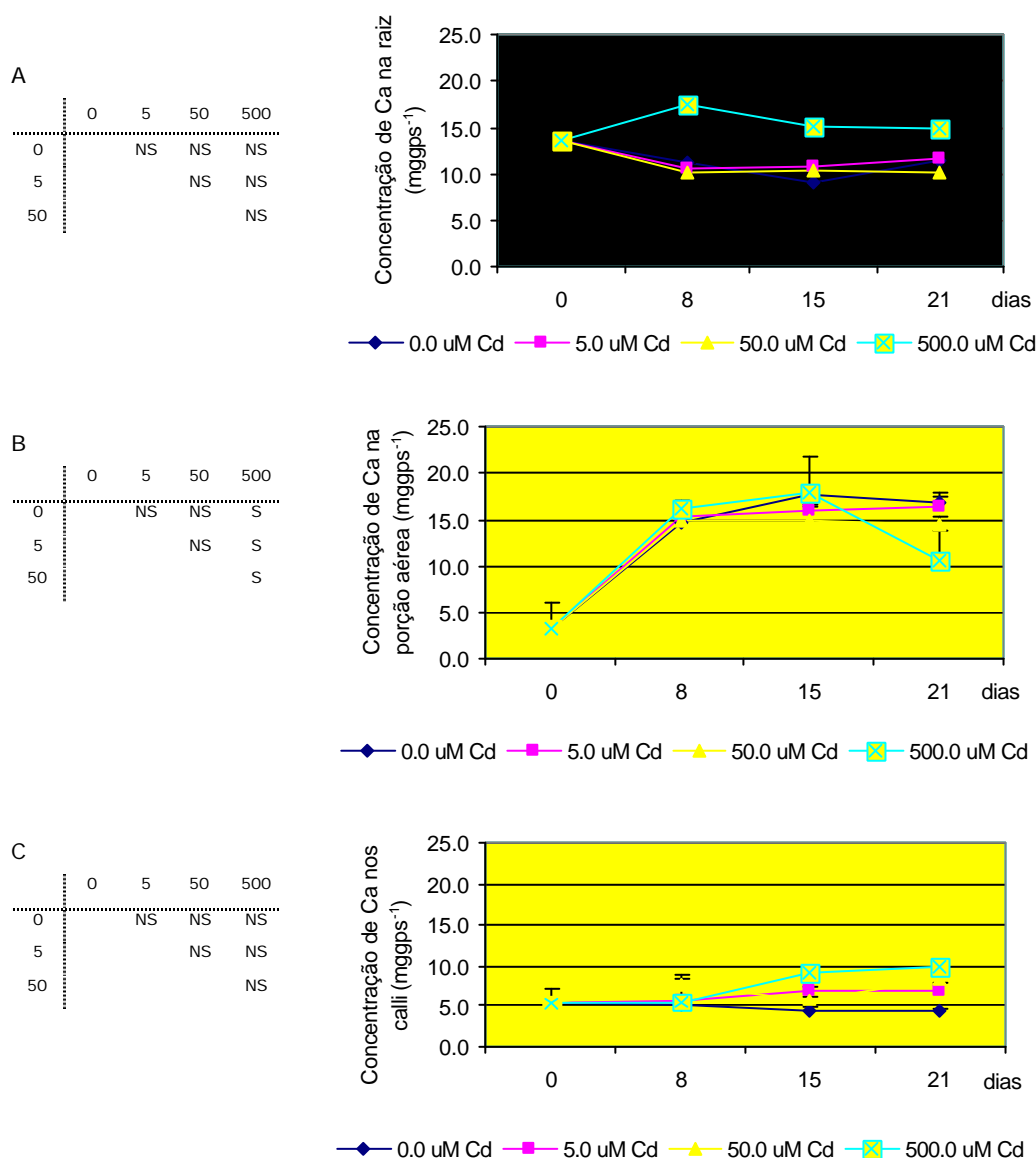 A
0 5 50 500
0 NS NS NS
5 NS NS
50 NS
Concentração de Ca na raiz
(mggps-1)
25.0
20.0
15.0
10.0
5.0
0.0
0 8 15 21 dias
0.0 uM Cd 5.0 uM Cd 50.0 uM Cd 500.0 uM Cd
B
0 5 50 500
0 NS NS S
5 NS S
50 S
Concentração de Ca na
porção aérea (mggps-1)
25.0
20.0
15.0
10.0
5.0
0.0
0 8 15 21 dias
0.0 uM Cd 5.0 uM Cd 50.0 uM Cd 500.0 uM Cd
C
0 5 50 500
0 NS NS NS
5 NS NS
50 NS
Concentração de Ca nos
calli (mggps-1)
25.0
20.0
15.0
10.0
5.0
0.0
0 8 15 21 dias
0.0 uM Cd 5.0 uM Cd 50.0 uM Cd 500.0 uM Cd